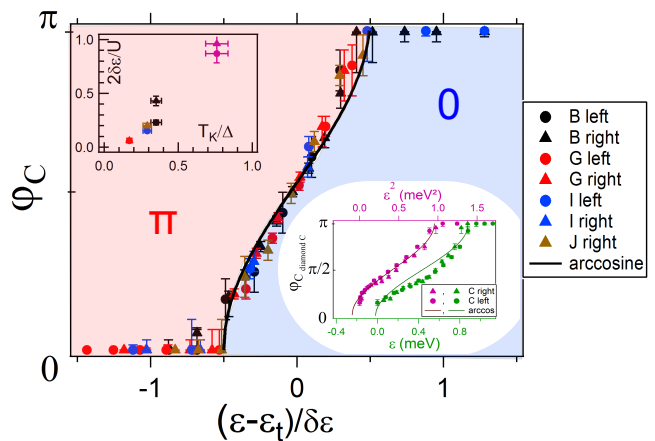 π
0
φC
-1
0
1
(ε-εt)/δε
π
0
1.0
0.5
0.0
2δε/U
TK/Δ
0.0
0.5
1.0
B left
B right
G left
G right
I left
I right
J right
arccosine
ε² (meV²)
0.0
0.5
1.0
1.5
π
π/2
0
φC diamond C
C right
C left
arccos
-0.4
0.0
0.4
0.8
ε (meV)